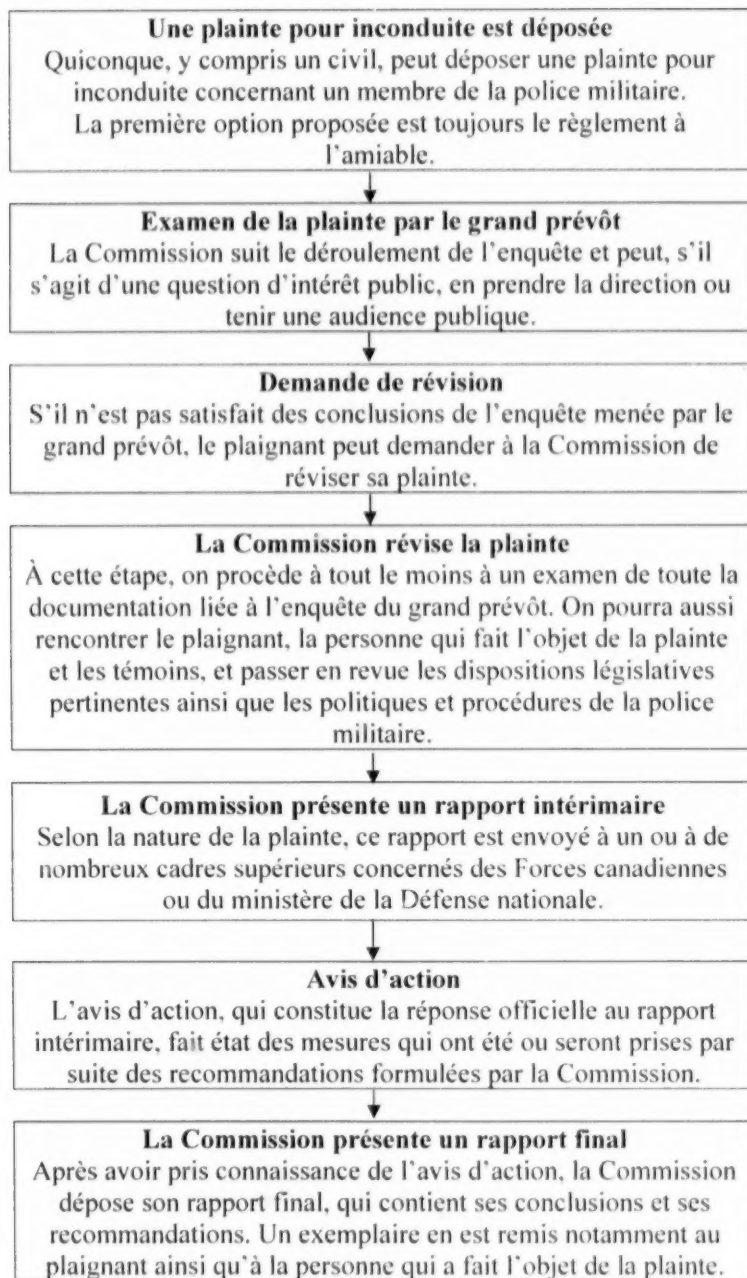 Une plainte pour inconduite est déposée
Quiconque, y compris un civil, peut déposer une plainte pour
inconduite concernant un membre de la police militaire.
La première option proposée est toujours le règlement à
l'amiable.
Examen de la plainte par le grand prévôt
La Commission suit le déroulement de l'enquête et peut, s'il
s'agit d'une question d'intérêt public, en prendre la direction ou
tenir une audience publique.
Demande de révision
S'il n'est pas satisfait des conclusions de l'enquête menée par le
grand prévôt, le plaignant peut demander à la Commission de
réviser sa plainte.
La Commission révise la plainte
À cette étape, on procède à tout le moins à un examen de toute la
documentation liée à l'enquête du grand prévôt. On pourra aussi
rencontrer le plaignant, la personne qui fait l'objet de la plainte
et les témoins, et passer en revue les dispositions législatives
pertinentes ainsi que les politiques et procédures de la police
militaire.
La Commission présente un rapport intérimaire
Selon la nature de la plainte, ce rapport est envoyé à un ou à de
nombreux cadres supérieurs concernés des Forces canadiennes
ou du ministère de la Défense nationale.
Avis d'action
L'avis d'action, qui constitue la réponse officielle au rapport
intérimaire, fait état des mesures qui ont été ou seront prises par
suite des recommandations formulées par la Commission.
La Commission présente un rapport final
Après avoir pris connaissance de l'avis d'action, la Commission
dépose son rapport final, qui contient ses conclusions et ses
recommandations. Un exemplaire en est remis notamment au
plaignant ainsi qu'à la personne qui a fait l'objet de la plainte.